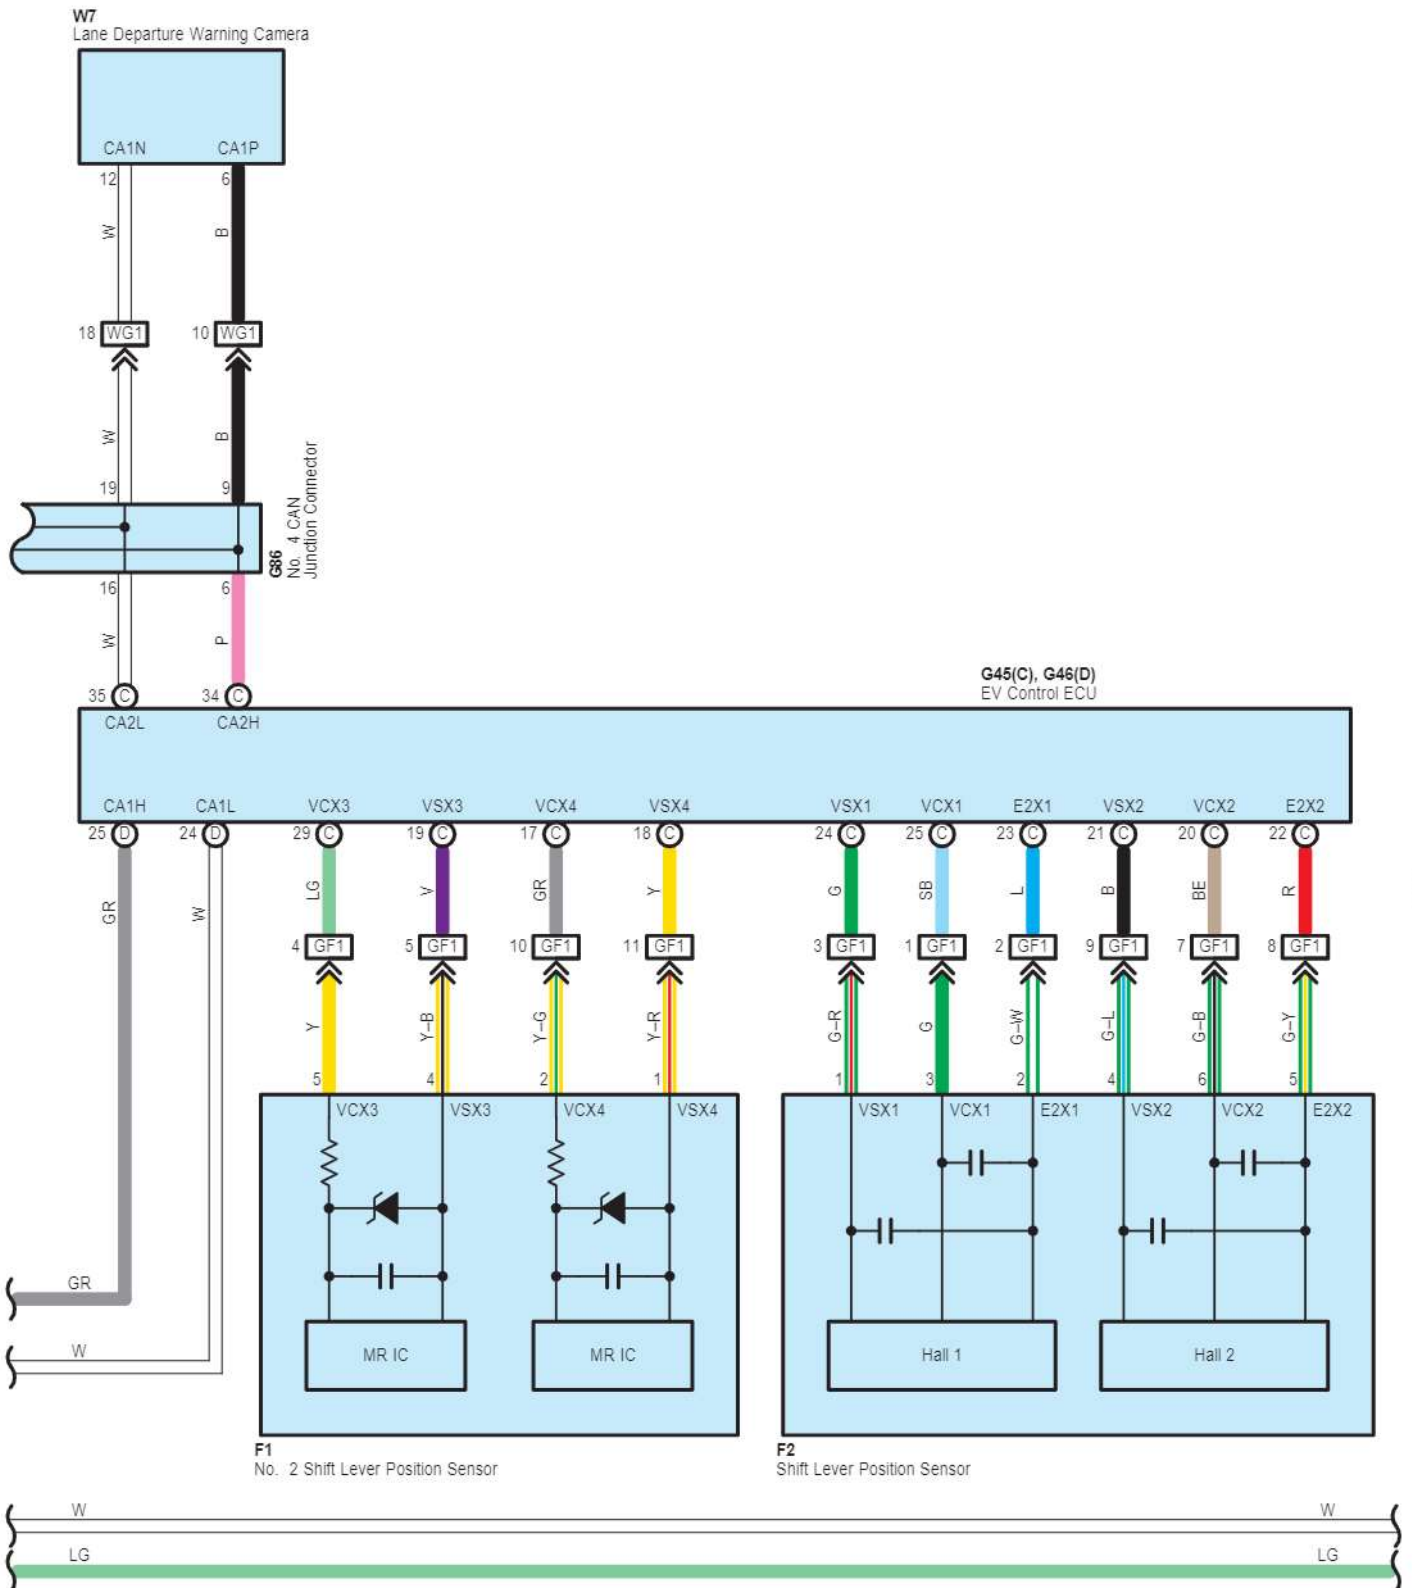 W7
Lane Departure Warning Camera
CA1N CA1P
12 6
W B
18 WG1 10 WG1
W B
19 9
G86
No. 4 CAN
Junction Connector
16 6
W P
35 C 34 C
G45(C), G46(D)
EV Control ECU
CA2L CA2H
CA1H CA1L VCX3 VSX3 VCX4 VSX4 VSX1 VCX1 E2X1 VSX2 VCX2 E2X2
25 D 24 D 29 C 19 C 17 C 18 C 24 C 25 C 23 C 21 C 20 C 22 C
GR W LG V GR Y G SB L B BE R
4 GF1 5 GF1 10 GF1 11 GF1 3 GF1 1 GF1 2 GF1 9 GF1 7 GF1 8 GF1
Y Y–B Y–G Y–R G–R G G–W G–L G–B G–Y
5 4 2 1 1 3 2 4 6 5
VCX3 VSX3 VCX4 VSX4 VSX1 VCX1 E2X1 VSX2 VCX2 E2X2
GR
W
MR IC MR IC Hall 1 Hall 2
F1
No. 2 Shift Lever Position Sensor
F2
Shift Lever Position Sensor
W W
LG LG